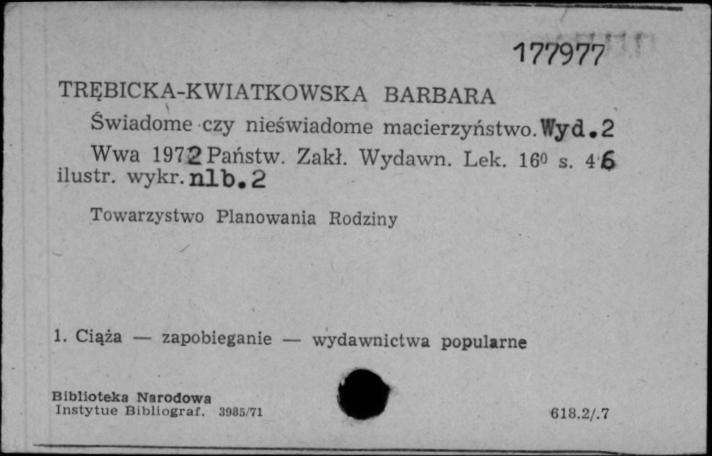 177977
TRĘBICKA-KWIATKOWSKA BARBARA
Świadome czy nieświadome macierzyństwo. Wyd.2
Wwa 1972 Państw. Zakł. Wydawn. Lek. 16⁰ s. 46
ilustr. wykr. nlb.2
Towarzystwo Planowania Rodziny
1. Ciąża — zapobieganie — wydawnictwa popularne
Biblioteka Narodowa
Instytue Bibliograf. 3985/71
618.2/.7